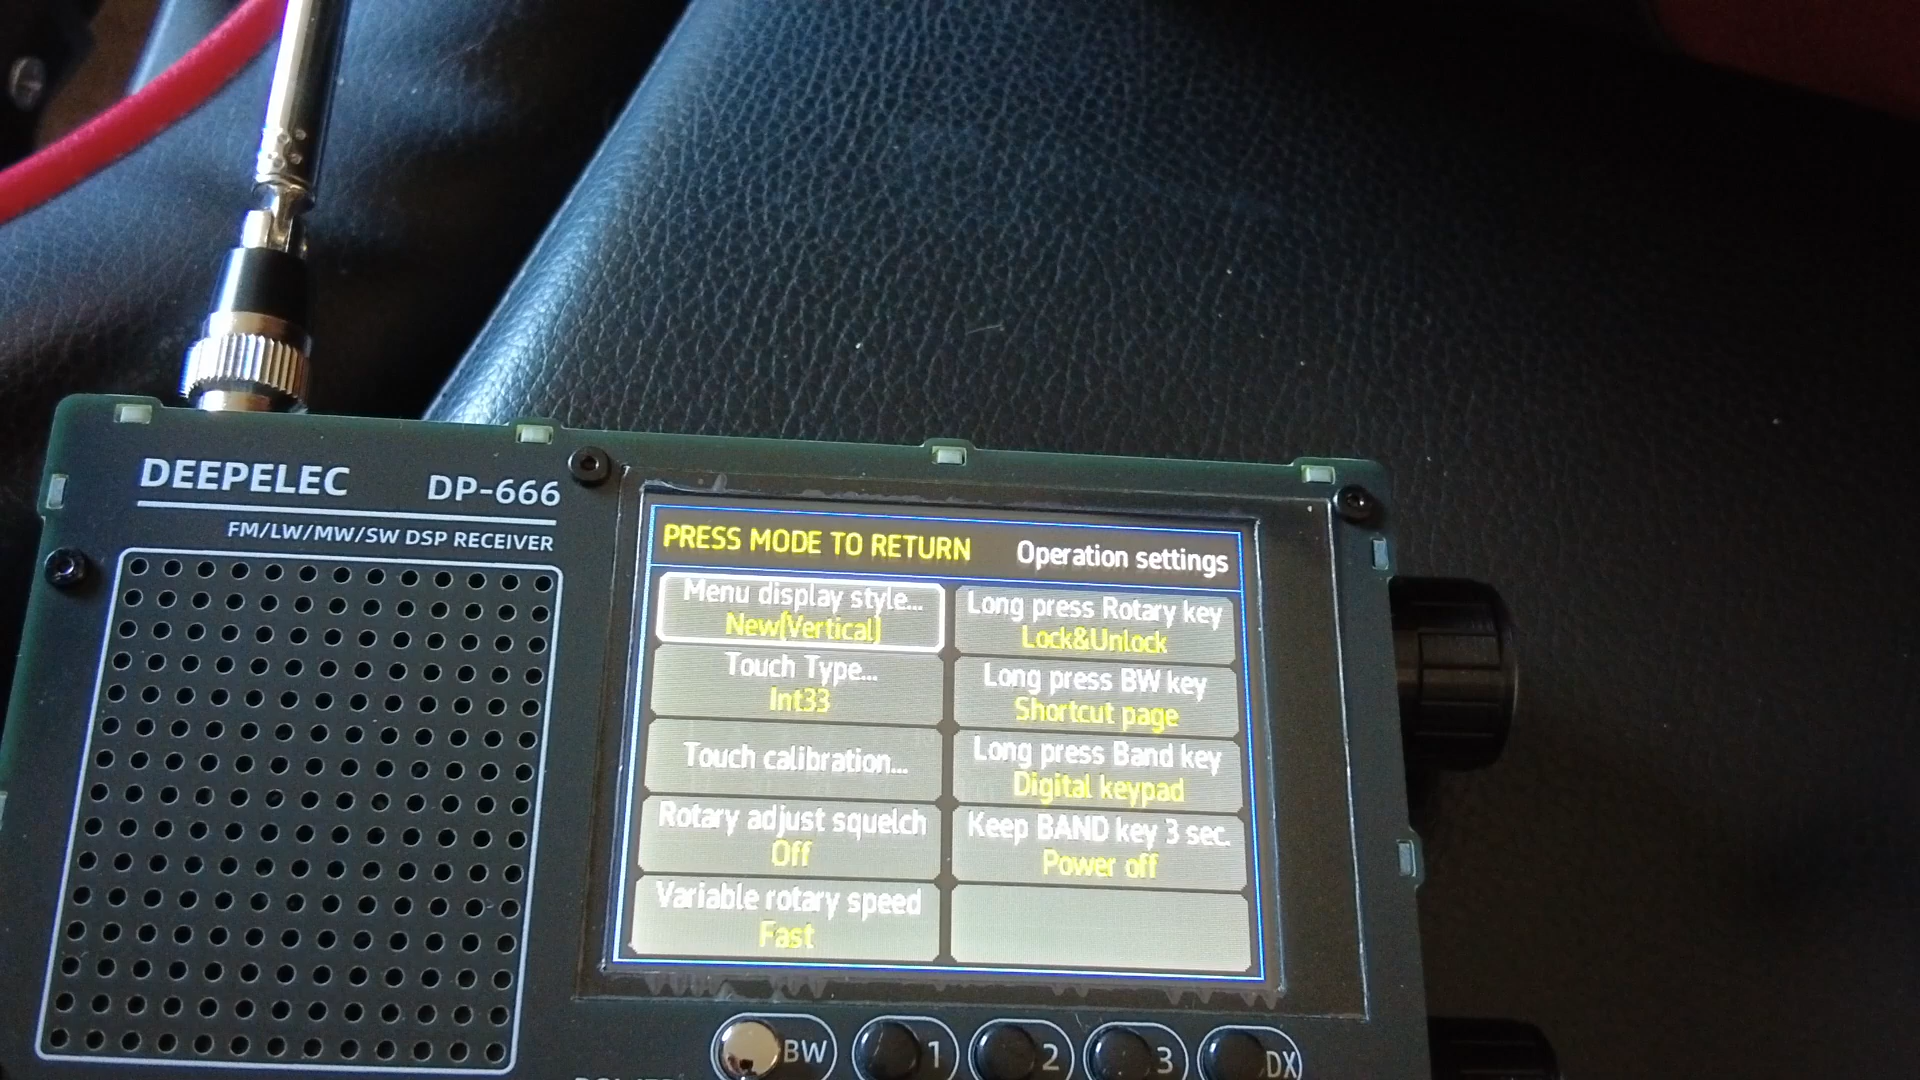 DEEPELEC DP-666
FM/LW/MW/SW DSP RECEIVER
PRESS MODE TO RETURN Operation settings
Menu display style...
New(Vertical)
Touch Type...
Int33
Touch calibration...
Rotary adjust squelch
Off
Variable rotary speed
Fast
Long press Rotary key
Lock&Unlock
Long press BW key
Shortcut page
Long press Band key
Digital keypad
Keep BAND key 3 sec.
Power off
BW 1 2 3 DX